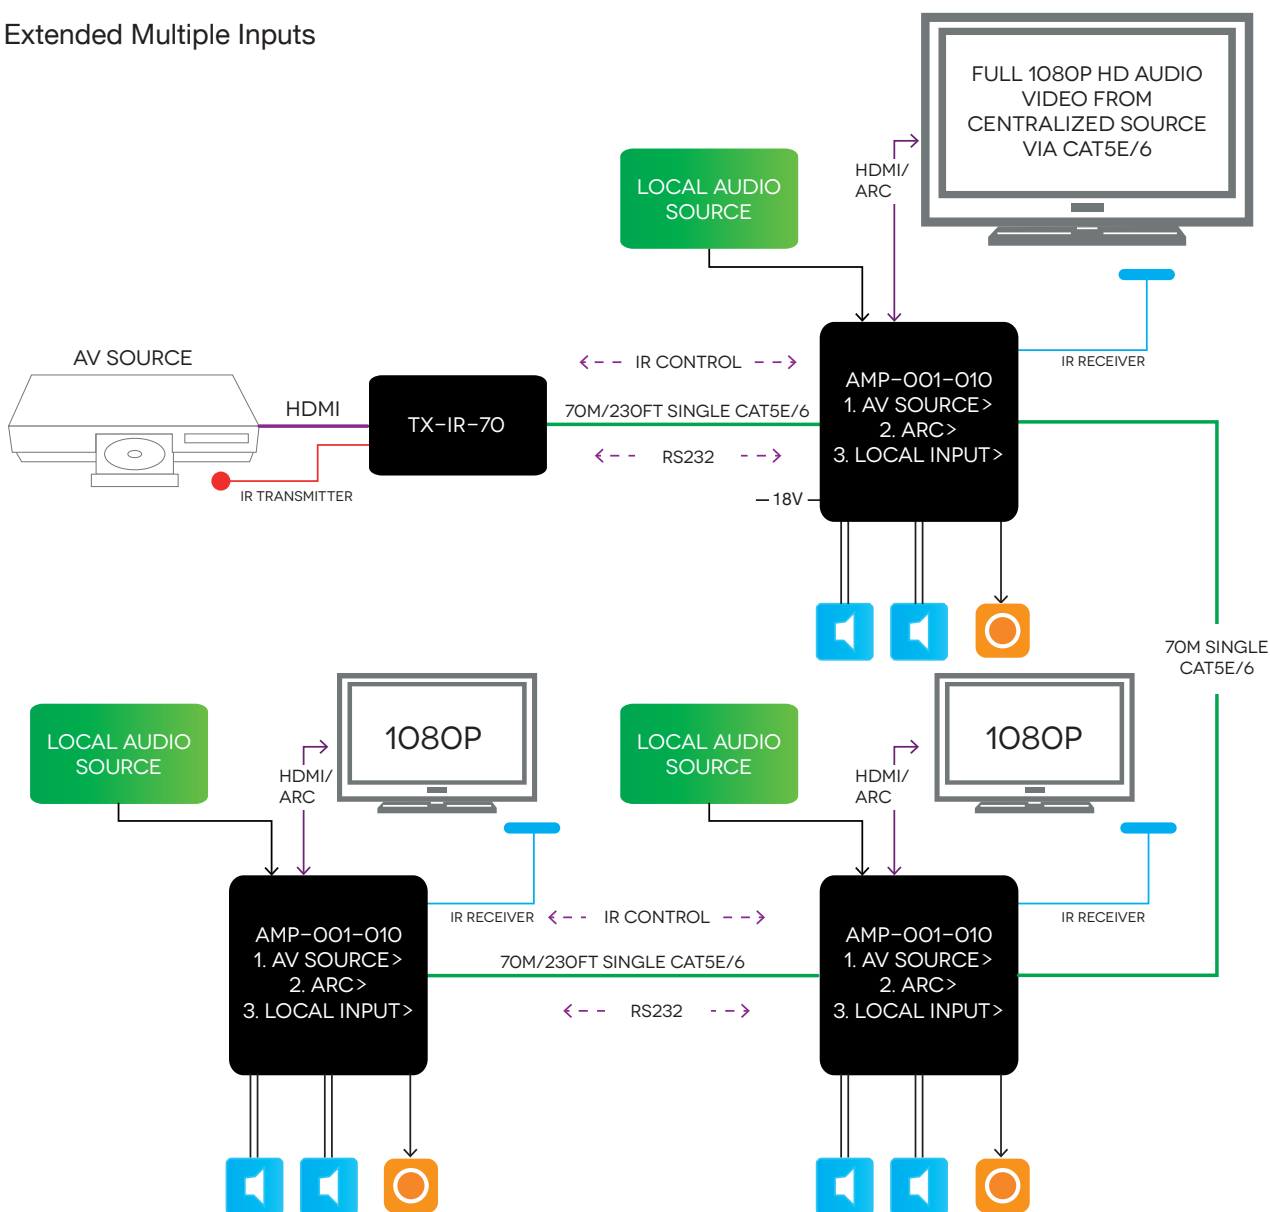 Extended Multiple Inputs
FULL 1080P HD AUDIO
VIDEO FROM
CENTRALIZED SOURCE
VIA CAT5E/6
LOCAL AUDIO
SOURCE
HDMI/
ARC
AV SOURCE
HDMI
TX-IR-70
IR TRANSMITTER
IR CONTROL
70M/230FT SINGLE CAT5E/6
RS232
18V
AMP-001-010
1. AV SOURCE>
2. ARC>
3. LOCAL INPUT>
IR RECEIVER
70M SINGLE
CAT5E/6
LOCAL AUDIO
SOURCE
HDMI/
ARC
1080P
LOCAL AUDIO
SOURCE
HDMI/
ARC
1080P
AMP-001-010
1. AV SOURCE>
2. ARC>
3. LOCAL INPUT>
IR RECEIVER
IR CONTROL
70M/230FT SINGLE CAT5E/6
RS232
AMP-001-010
1. AV SOURCE>
2. ARC>
3. LOCAL INPUT>
IR RECEIVER